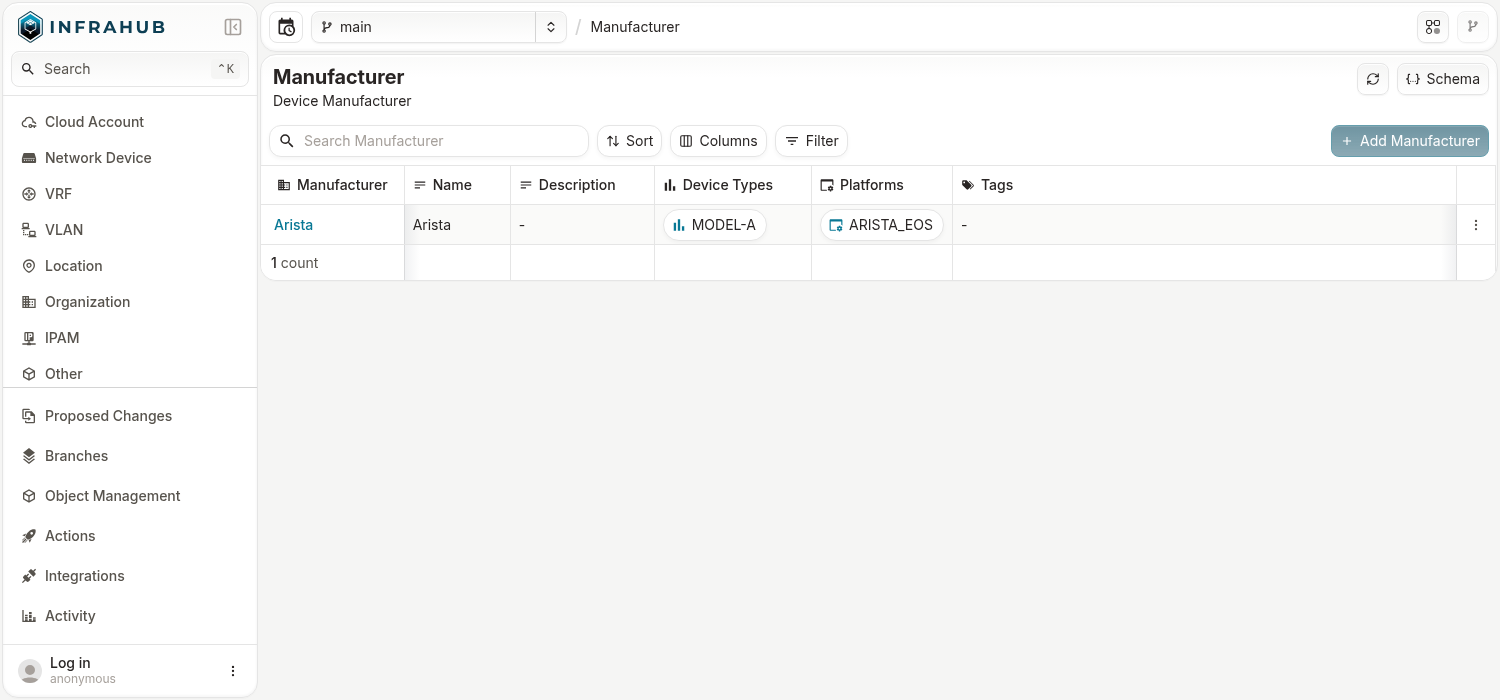 INFRAHUB
Search ⌃K
Cloud Account
Network Device
VRF
VLAN
Location
Organization
IPAM
Other
Proposed Changes
Branches
Object Management
Actions
Integrations
Activity
Log in
anonymous
main / Manufacturer
Manufacturer
Device Manufacturer
Schema
Search Manufacturer Sort Columns Filter + Add Manufacturer
Manufacturer Name Description Device Types Platforms Tags
Arista Arista - MODEL-A ARISTA_EOS -
1 count